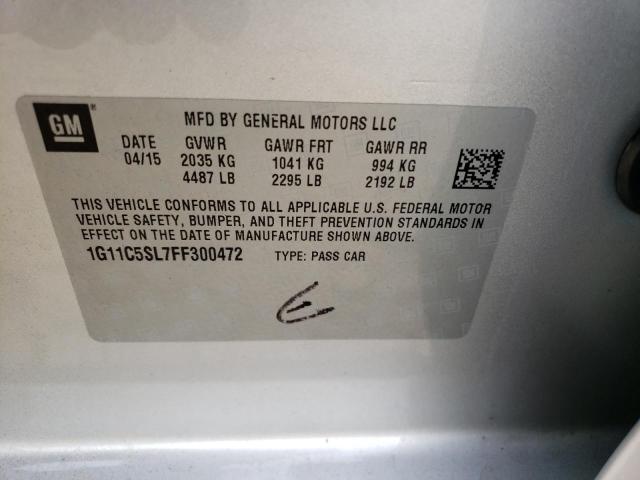 GM®
MFD BY GENERAL MOTORS LLC
DATE GVWR GAWR FRT GAWR RR
04/15 2035 KG 1041 KG 994 KG
4487 LB 2295 LB 2192 LB
THIS VEHICLE CONFORMS TO ALL APPLICABLE U.S. FEDERAL MOTOR
VEHICLE SAFETY, BUMPER, AND THEFT PREVENTION STANDARDS IN
EFFECT ON THE DATE OF MANUFACTURE SHOWN ABOVE.
1G11C5SL7FF300472 TYPE: PASS CAR